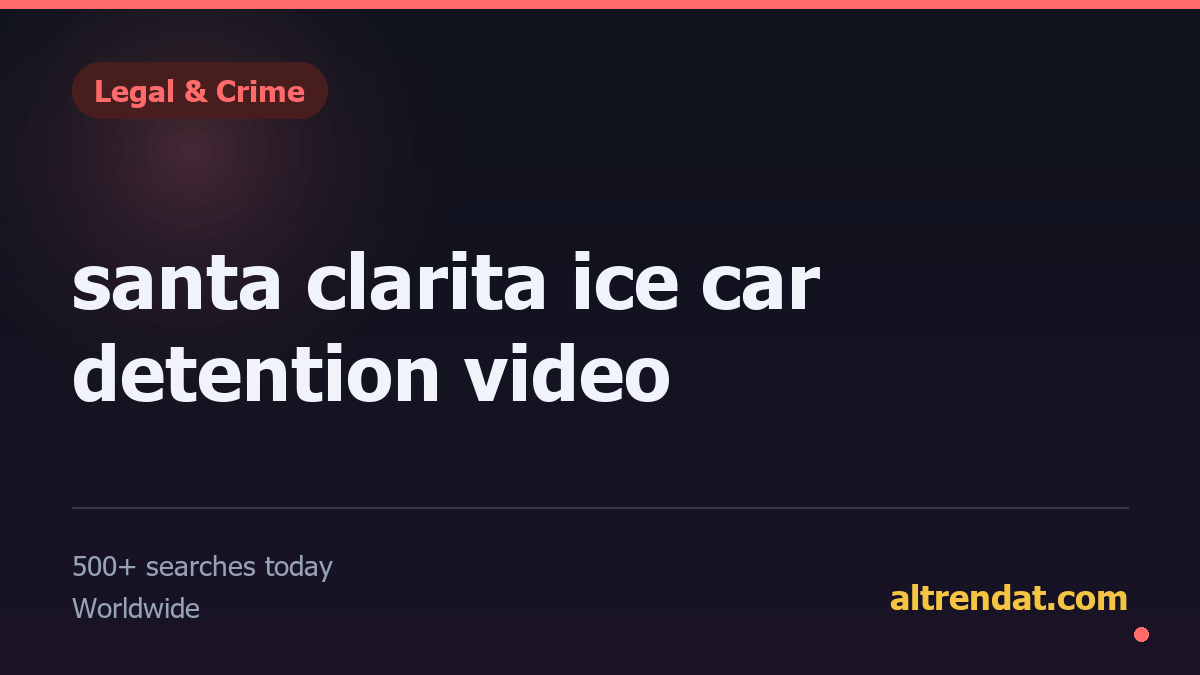 Legal & Crime
santa clarita ice car
detention video
500+ searches today
Worldwide
altrendat.com